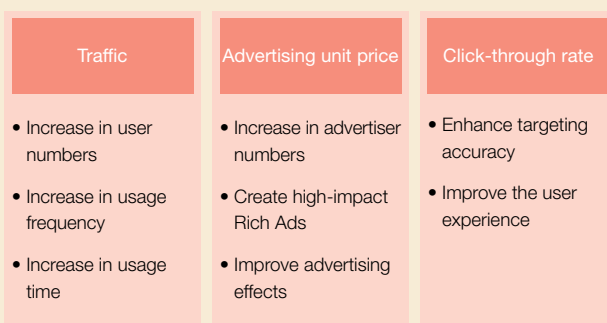 Traffic
• Increase in user
numbers
• Increase in usage
frequency
• Increase in usage
time
Advertising unit price
• Increase in advertiser
numbers
• Create high-impact
Rich Ads
• Improve advertising
effects
Click-through rate
• Enhance targeting
accuracy
• Improve the user
experience